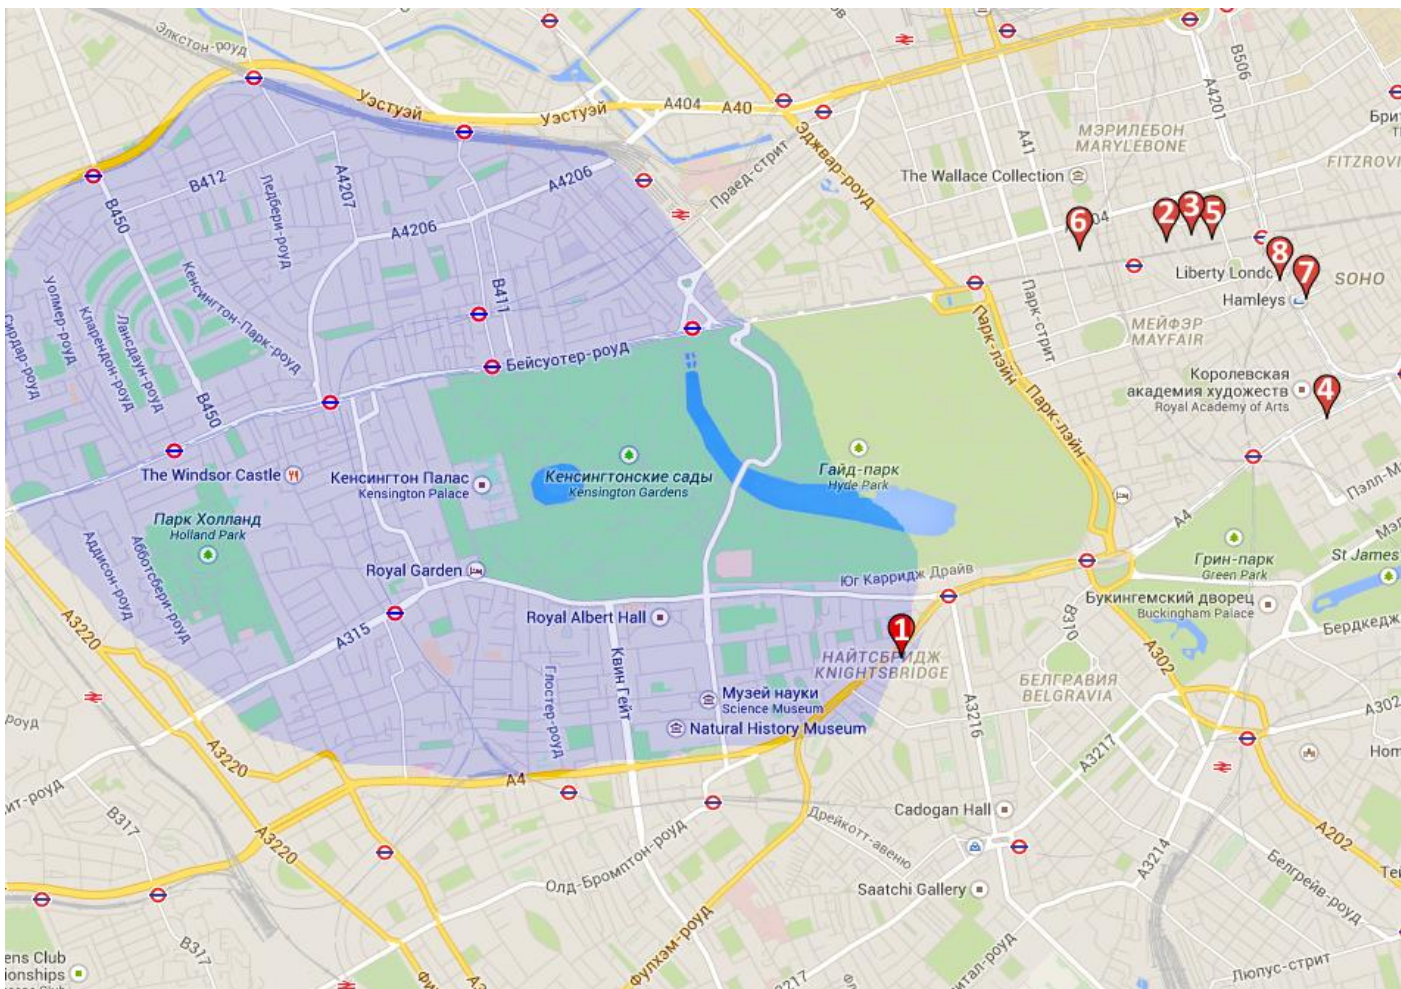 Элкстон-роуд
Уэстуэй
Уэстуэй
A404
A40
B506
A4201
A41
МЭРИЛЕБОН
MARYLEBONE
Эджвар-роуд
Праед-стрит
The Wallace Collection
FITZROVI
B412
A4207
A4206
A4206
Ледбери-роуд
B450
6
2
3
5
8
7
Liberty Londo
Hamleys
SOHO
Уолмер-роуд
Кларендон-роуд
Лансдаун-роуд
Кенсингтон-Парк-роуд
Сирдар-роуд
B411
Бейсуотер-роуд
Парк-лэйн
Парк-лэйн
Парк-стрит
МЕЙФЭР
MAYFAIR
Королевская
академия художеств
Royal Academy of Arts
4
B450
The Windsor Castle
Кенсингтон Палас
Kensington Palace
Кенсингтонские сады
Kensington Gardens
Гайд-парк
Hyde Park
Пэлл-М
A4
Парк Холланд
Holland Park
Аддисон-роуд
Абботсбери-роуд
Грин-парк
Green Park
St James
Royal Garden
Юг Карридж Драйв
Букингемский дворец
Buckingham Palace
Бердкедж
A3220
A315
Royal Albert Hall
1
НАЙТСБРИДЖ
KNIGHTSBRIDGE
B310
A302
БЕЛГРАВИЯ
BELGRAVIA
Квин Гейт
Глостер-роуд
Музей науки
Science Museum
Natural History Museum
A3216
A3217
A302
Hom
A3220
A4
ит-роуд
B317
A3220
Cadogan Hall
Дрейкотт-авеню
Олд-Бромптон-роуд
Saatchi Gallery
A3214
A202
Белгрейв-роуд
Фулхэм-роуд
B317
ens Club
ionships
A3217
Люпус-стрит